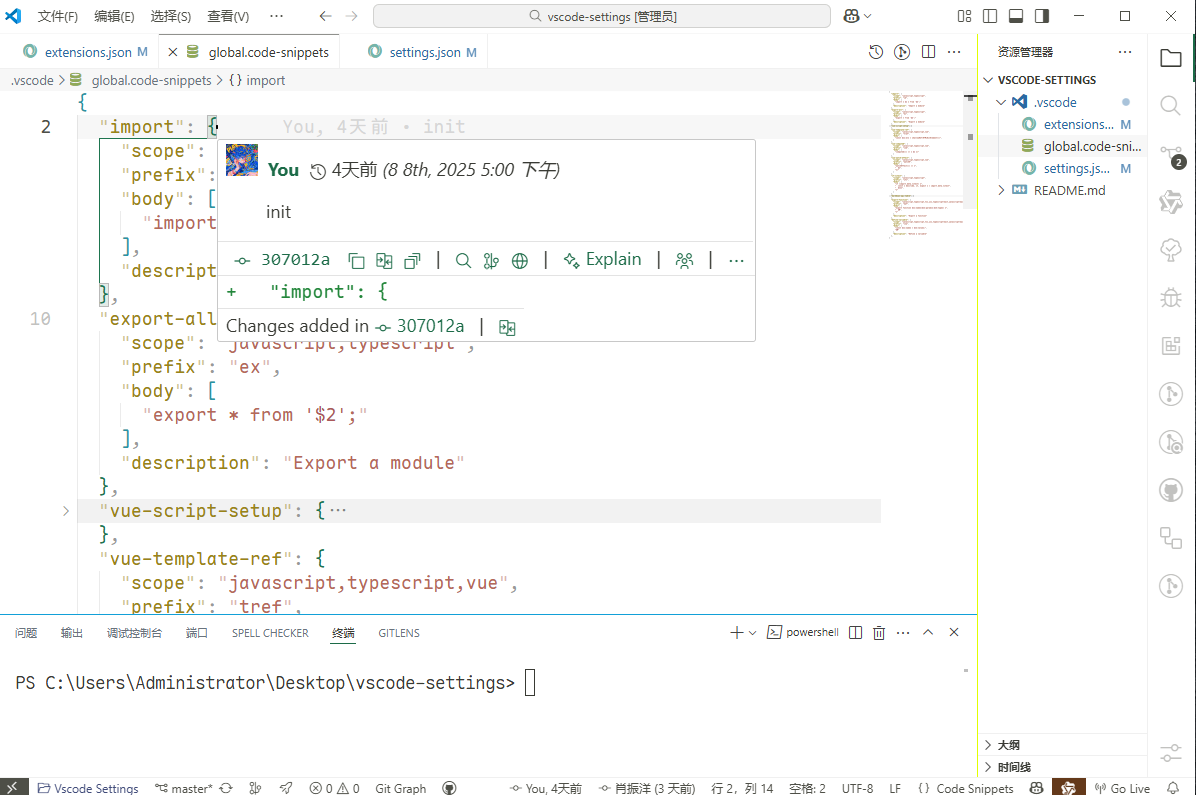 文件(F) 编辑(E) 选择(S) 查看(V) ··· vscode-settings [管理员]
extensions.json M global.code-snippets settings.json M
.vscode > global.code-snippets > {} import
{
2 "import": { You, 4天前 • init
"scope":
"prefix":
"body": [
"import
],
"descript
},
10 "export-all
"scope": "javascript,typescript",
"prefix": "ex",
"body": [
"export * from '$2';"
],
"description": "Export a module"
},
"vue-script-setup": {···
},
"vue-template-ref": {
"scope": "javascript,typescript,vue",
"prefix": "tref",
You 4天前 (8 8th, 2025 5:00 下午)
init
307012a | | Explain | | ···
+ "import": {
Changes added in 307012a |
资源管理器 ···
VSCODE-SETTINGS
.vscode
extensions... M
global.code-sni...
settings.js... M
README.md
2
大纲
时间线
问题 输出 调试控制台 端口 SPELL CHECKER 终端 GITLENS powershell ···
PS C:\Users\Administrator\Desktop\vscode-settings>
Vscode Settings master* 0 0 Git Graph You, 4天前 肖振洋 (3 天前) 行 2，列 14 空格: 2 UTF-8 LF {} Code Snippets Go Live